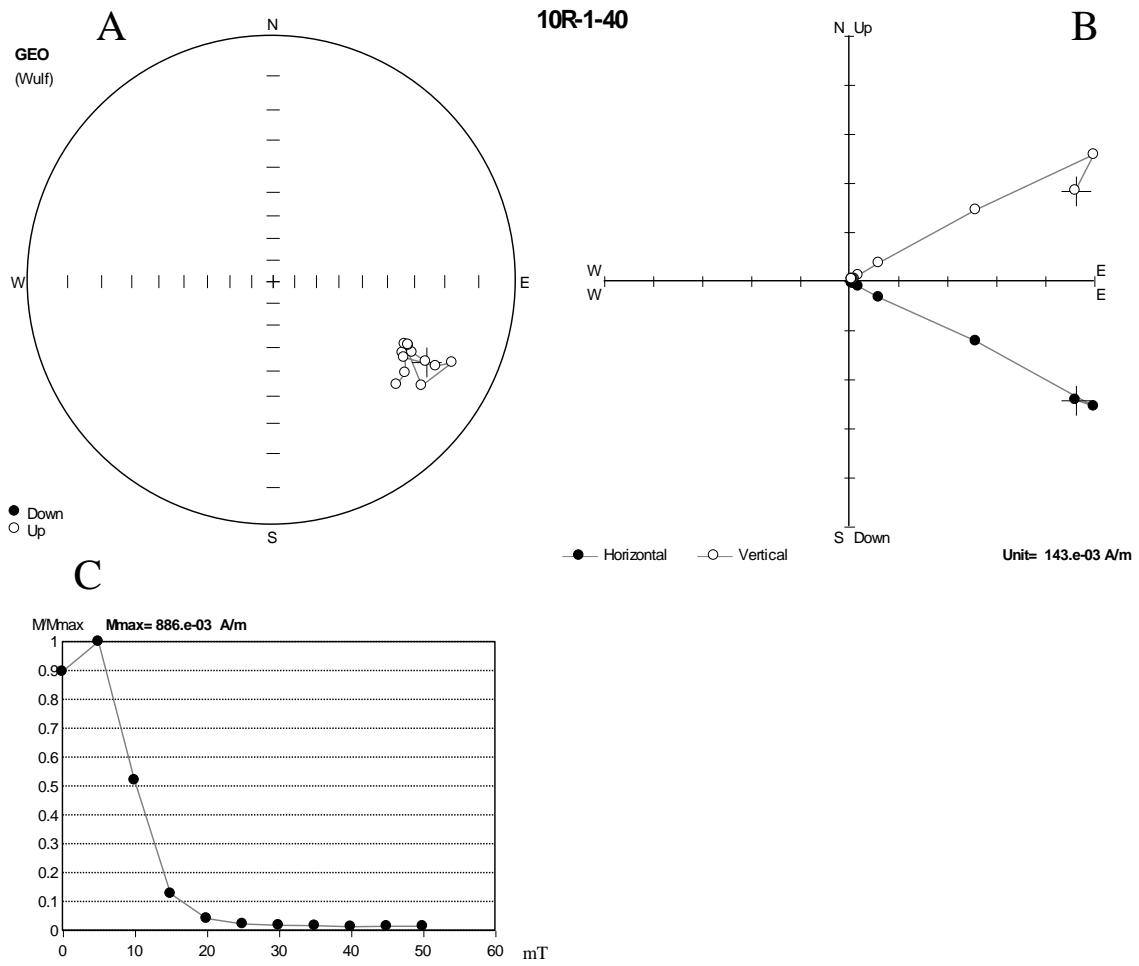 10R-1-40
A
B
N
N Up
GEO
(Wulf)
W
E
W
E
W
E
Down
Up
S
S Down
Horizontal
Vertical
Unit= 143.e-03 A/m
C
M/Mmax
Mmax= 886.e-03 A/m
1
0.9
0.8
0.7
0.6
0.5
0.4
0.3
0.2
0.1
0
0 10 20 30 40 50 60 mT